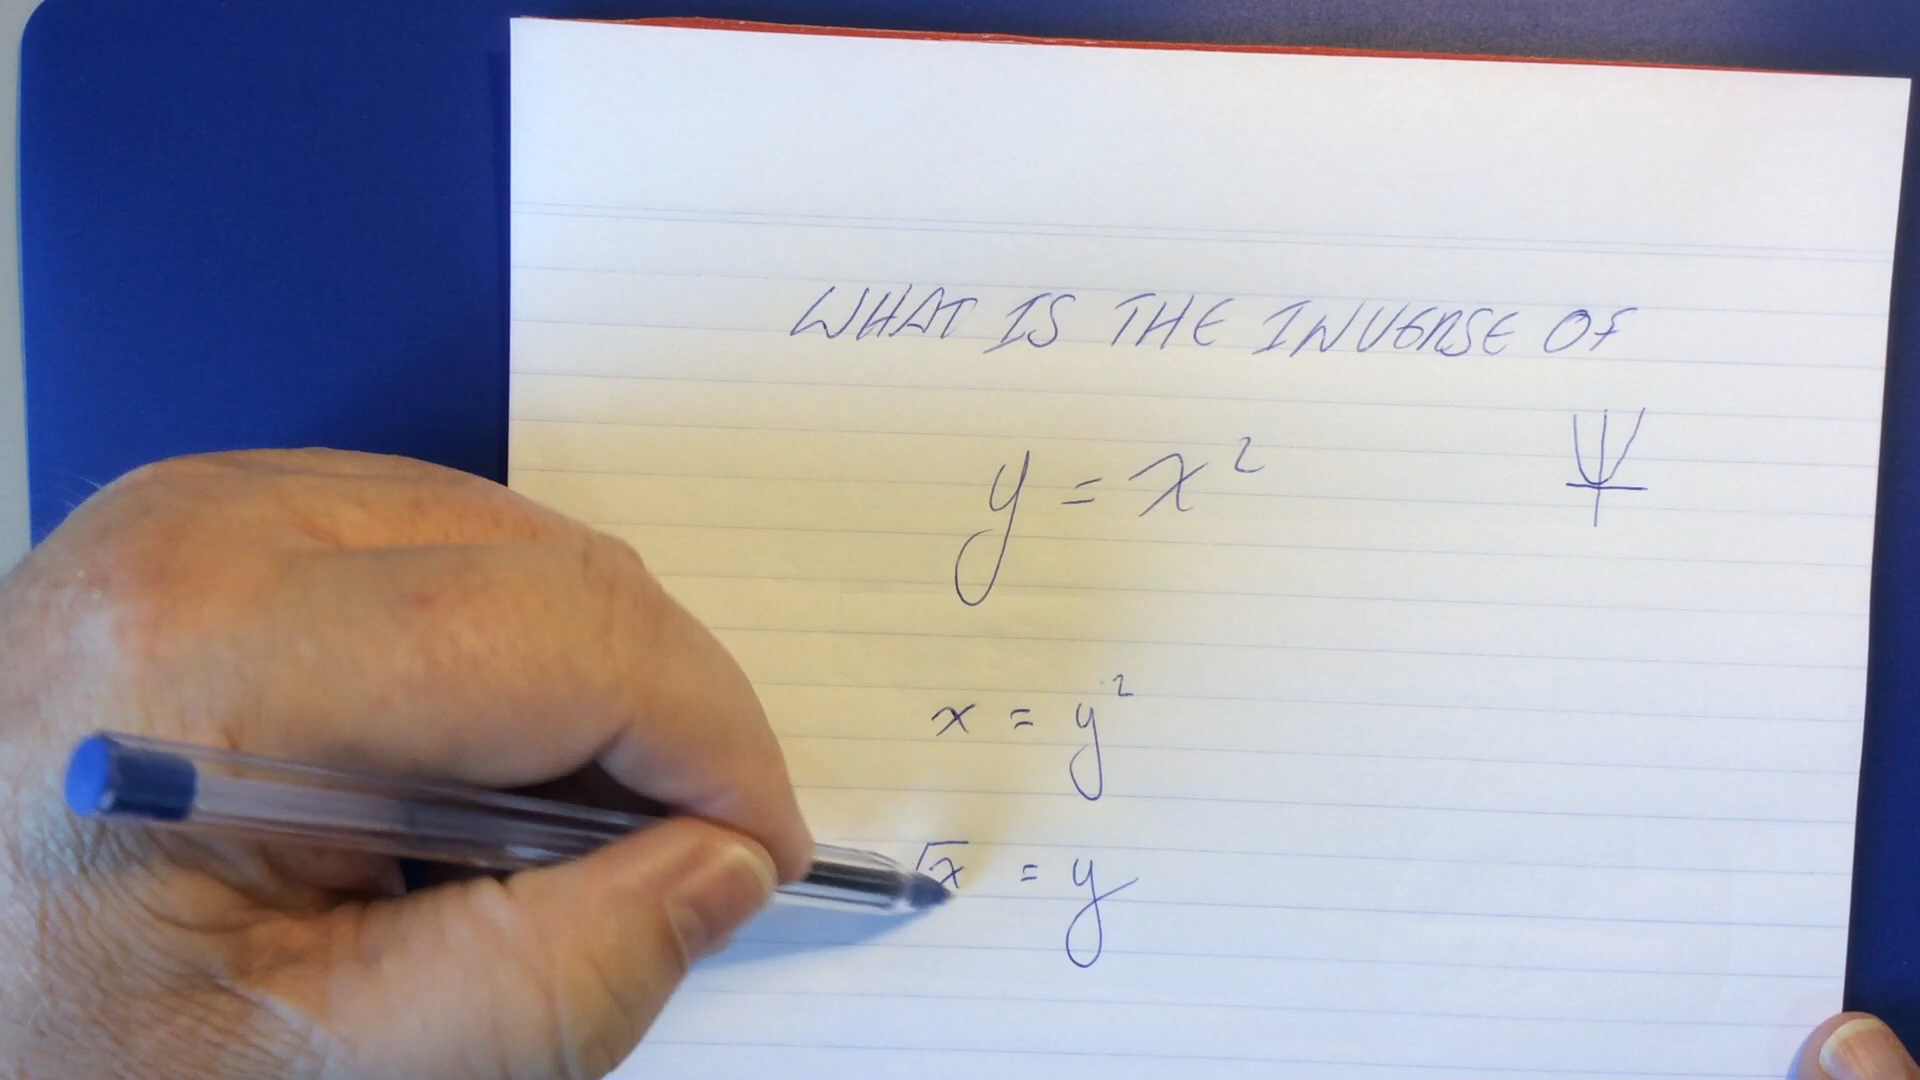 WHAT IS THE INVERSE OF
y = x²
x = y²
√x = y